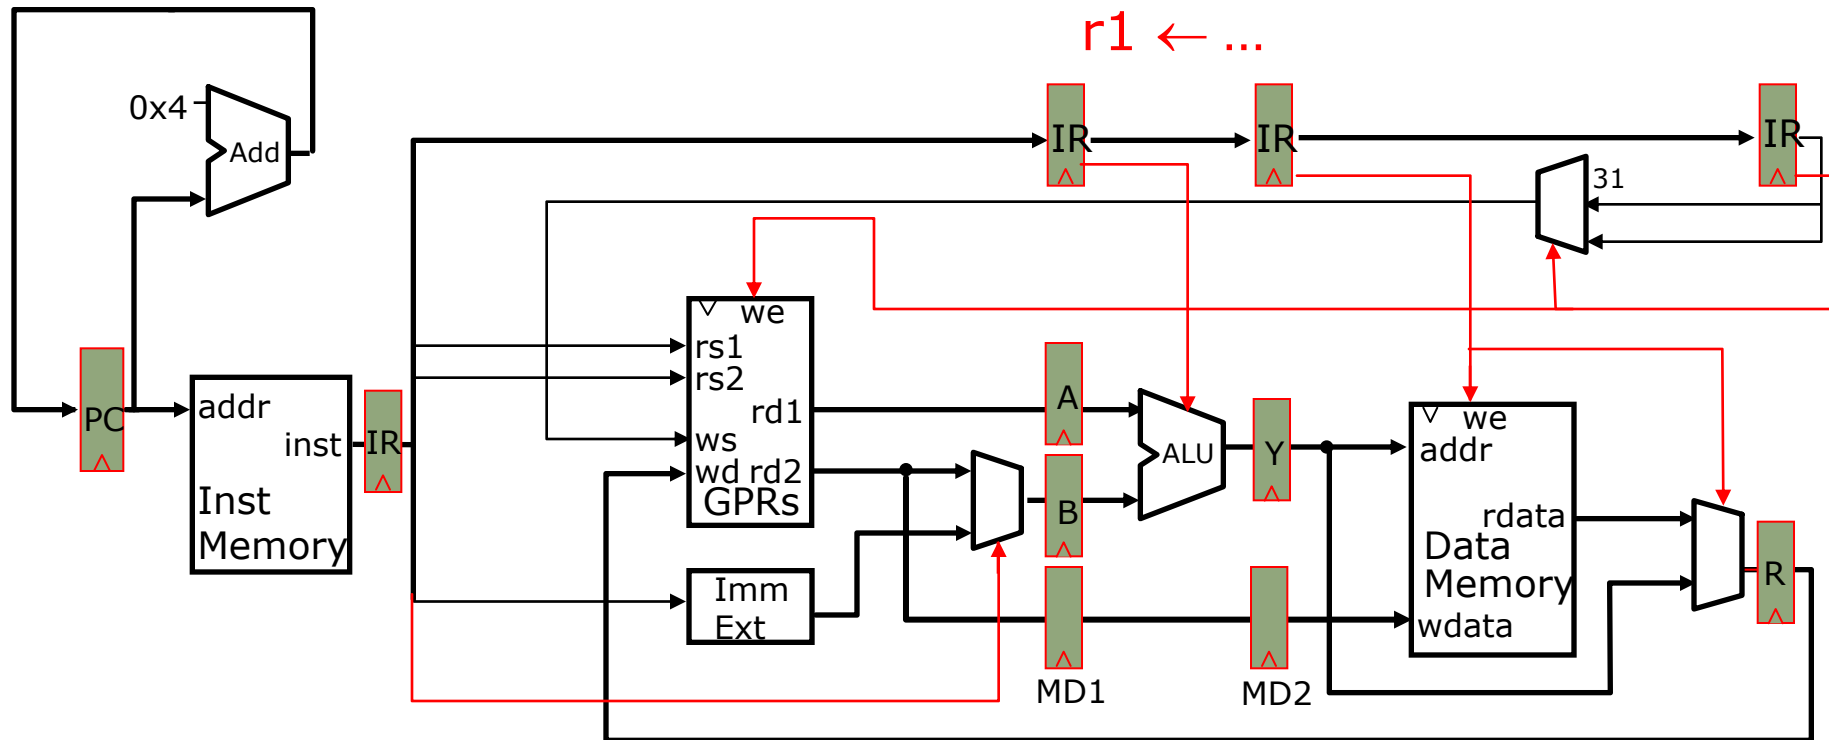 r1 ← ...
0x4
Add
IR
IR
IR
31
we
rs1
rs2
rd1
ws
wd rd2
GPRs
PC
addr
inst
Inst
Memory
IR
A
B
ALU
Y
we
addr
rdata
Data
Memory
wdata
R
Imm
Ext
MD1
MD2